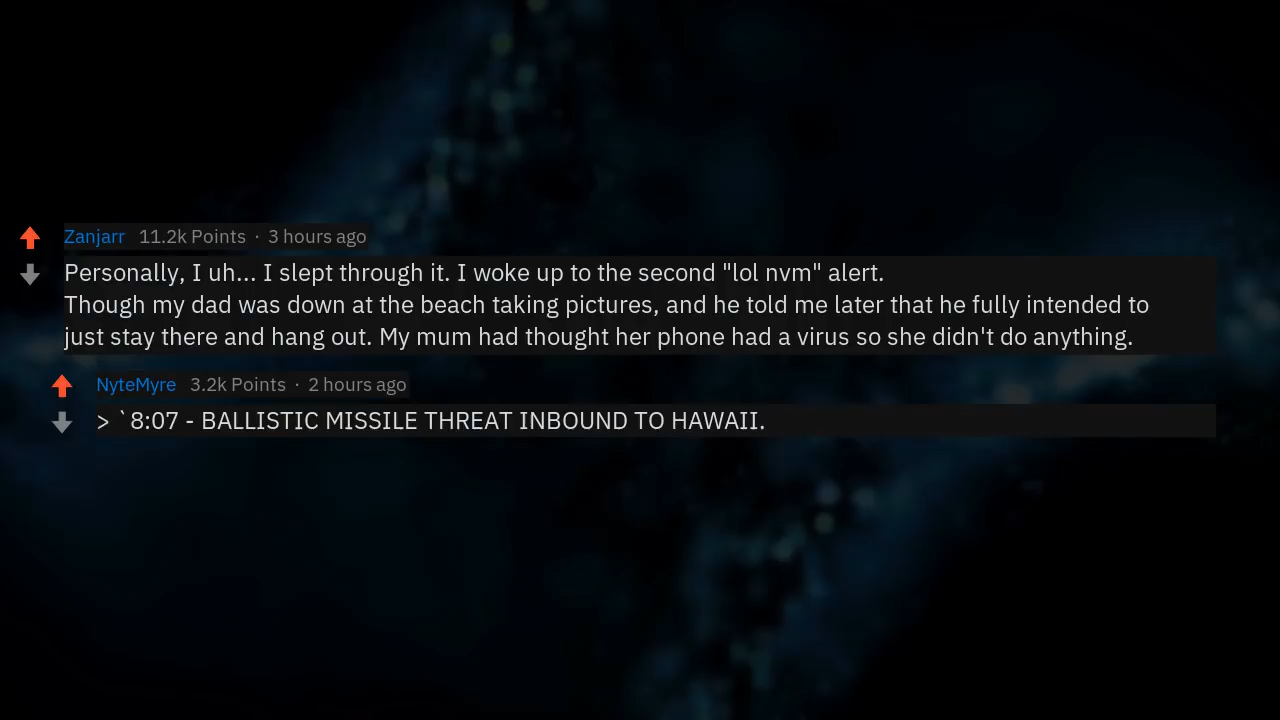 Zanjarr 11.2k Points · 3 hours ago
Personally, I uh... I slept through it. I woke up to the second "lol nvm" alert.
Though my dad was down at the beach taking pictures, and he told me later that he fully intended to
just stay there and hang out. My mum had thought her phone had a virus so she didn't do anything.
NyteMyre 3.2k Points · 2 hours ago
> `8:07 - BALLISTIC MISSILE THREAT INBOUND TO HAWAII.